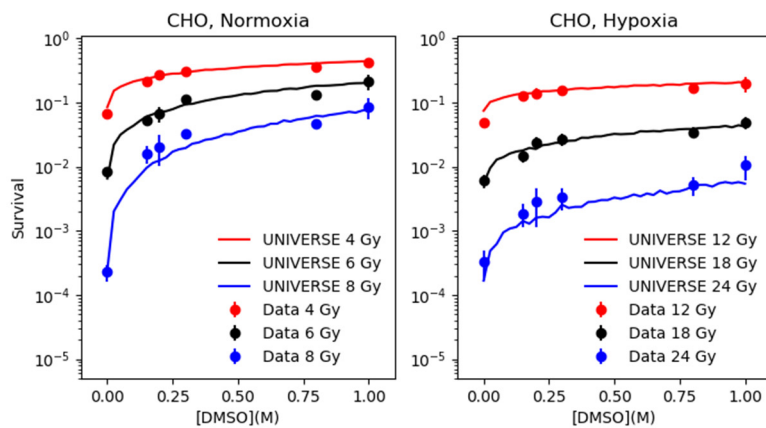 CHO, Normoxia
Survival
10⁰
10⁻¹
10⁻²
10⁻³
10⁻⁴
10⁻⁵
UNIVERSE 4 Gy
UNIVERSE 6 Gy
UNIVERSE 8 Gy
Data 4 Gy
Data 6 Gy
Data 8 Gy
0.00 0.25 0.50 0.75 1.00
[DMSO](M)
CHO, Hypoxia
10⁰
10⁻¹
10⁻²
10⁻³
10⁻⁴
10⁻⁵
UNIVERSE 12 Gy
UNIVERSE 18 Gy
UNIVERSE 24 Gy
Data 12 Gy
Data 18 Gy
Data 24 Gy
0.00 0.25 0.50 0.75 1.00
[DMSO](M)